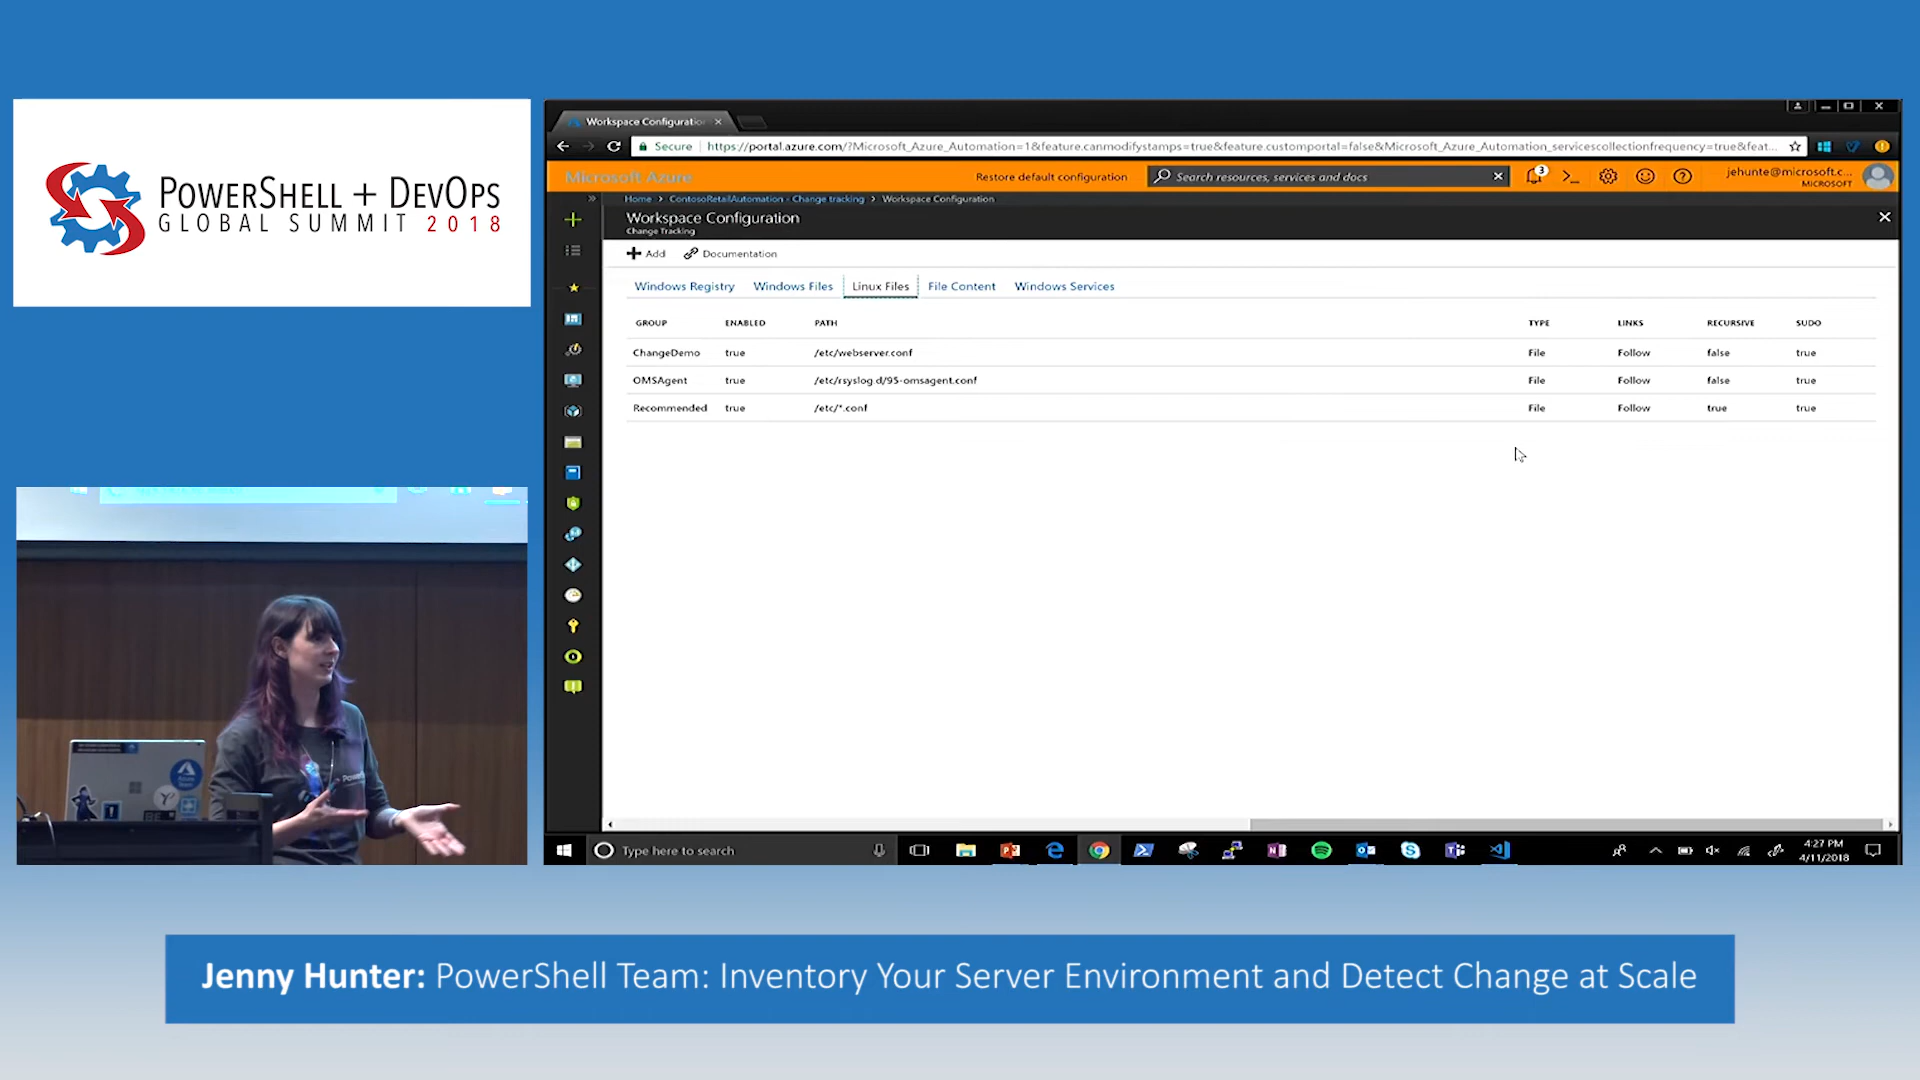 POWERSHELL + DEVOPS
GLOBAL SUMMIT 2018
Workspace Configuratio
Secure
https://portal.azure.com/?Microsoft_Azure_Automation=1&feature.canmodifystamps=true&feature.customportal=false&Microsoft_Azure_Automation_servicescollectionfrequency=true&feat...
Microsoft Azure
Restore default configuration
Search resources, services and docs
3
jehunte@microsoft.c...
MICROSOFT
Home > ContosoRetailAutomation - Change tracking > Workspace Configuration
Workspace Configuration
Change Tracking
Add
Documentation
Windows Registry Windows Files Linux Files File Content Windows Services
GROUP ENABLED PATH TYPE LINKS RECURSIVE SUDO
ChangeDemo true /etc/webserver.conf File Follow false true
OMSAgent true /etc/rsyslog.d/95-omsagent.conf File Follow false true
Recommended true /etc/*.conf File Follow true true
Type here to search
4:27 PM
4/11/2018
Jenny Hunter: PowerShell Team: Inventory Your Server Environment and Detect Change at Scale